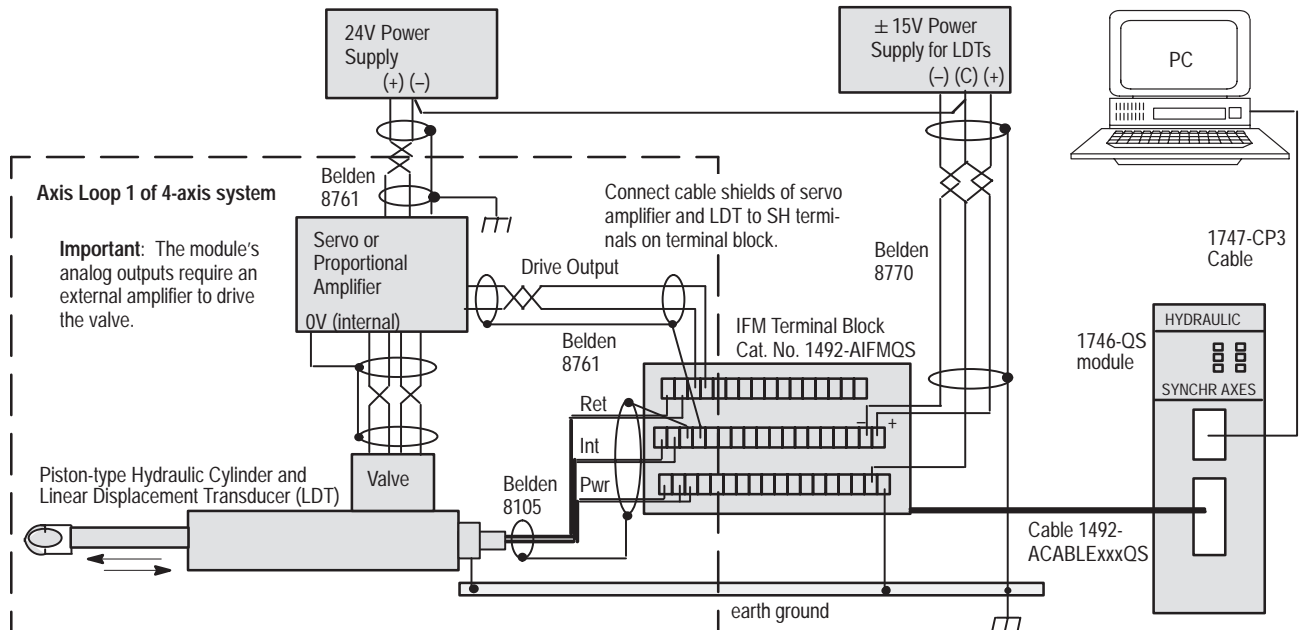 24V Power
Supply
(+) (–)
± 15V Power
Supply for LDTs
(–) (C) (+)
PC
Axis Loop 1 of 4-axis system
Belden
8761
Connect cable shields of servo
amplifier and LDT to SH termi-
nals on terminal block.
Important: The module's
analog outputs require an
external amplifier to drive
the valve.
Servo or
Proportional
Amplifier
0V (internal)
Drive Output
Belden
8761
Belden
8770
1747-CP3
Cable
IFM Terminal Block
Cat. No. 1492-AIFMQS
1746-QS
module
HYDRAULIC
SYNCHR AXES
Ret
Int
Pwr
– +
Piston-type Hydraulic Cylinder and
Linear Displacement Transducer (LDT)
Valve
Belden
8105
Cable 1492-
ACABLExxxQS
earth ground